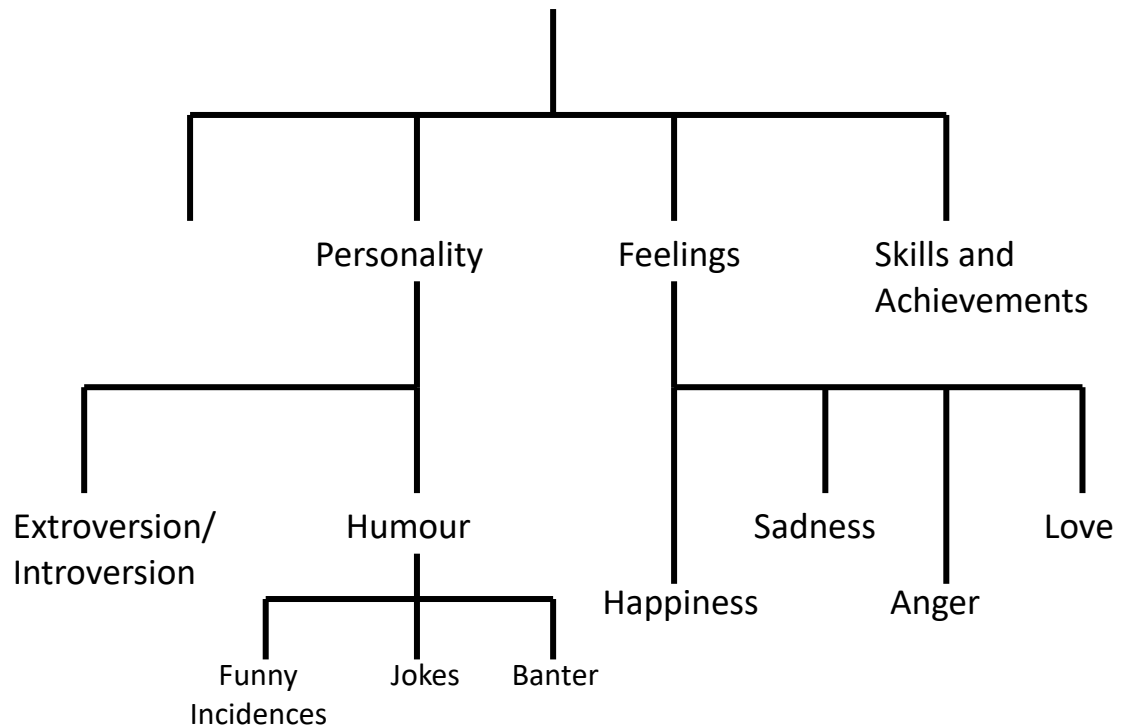 Personality
Feelings
Skills and
Achievements
Extroversion/
Introversion
Humour
Sadness
Love
Happiness
Anger
Funny
Incidences
Jokes
Banter